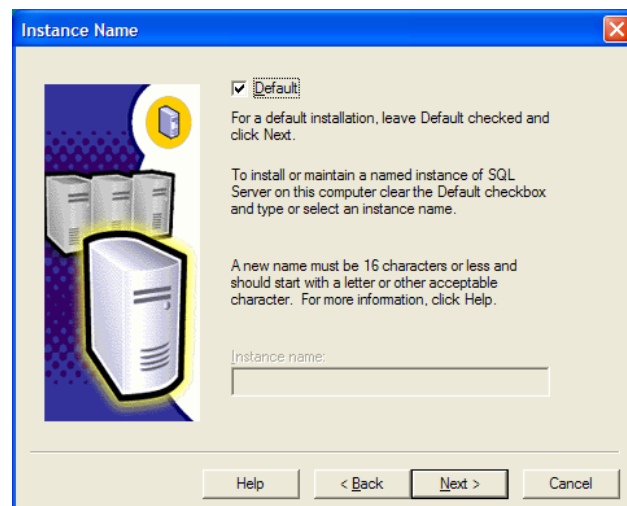 Instance Name
Default
For a default installation, leave Default checked and
click Next.
To install or maintain a named instance of SQL
Server on this computer clear the Default checkbox
and type or select an instance name.
A new name must be 16 characters or less and
should start with a letter or other acceptable
character. For more information, click Help.
Instance name:
Help
< Back
Next >
Cancel